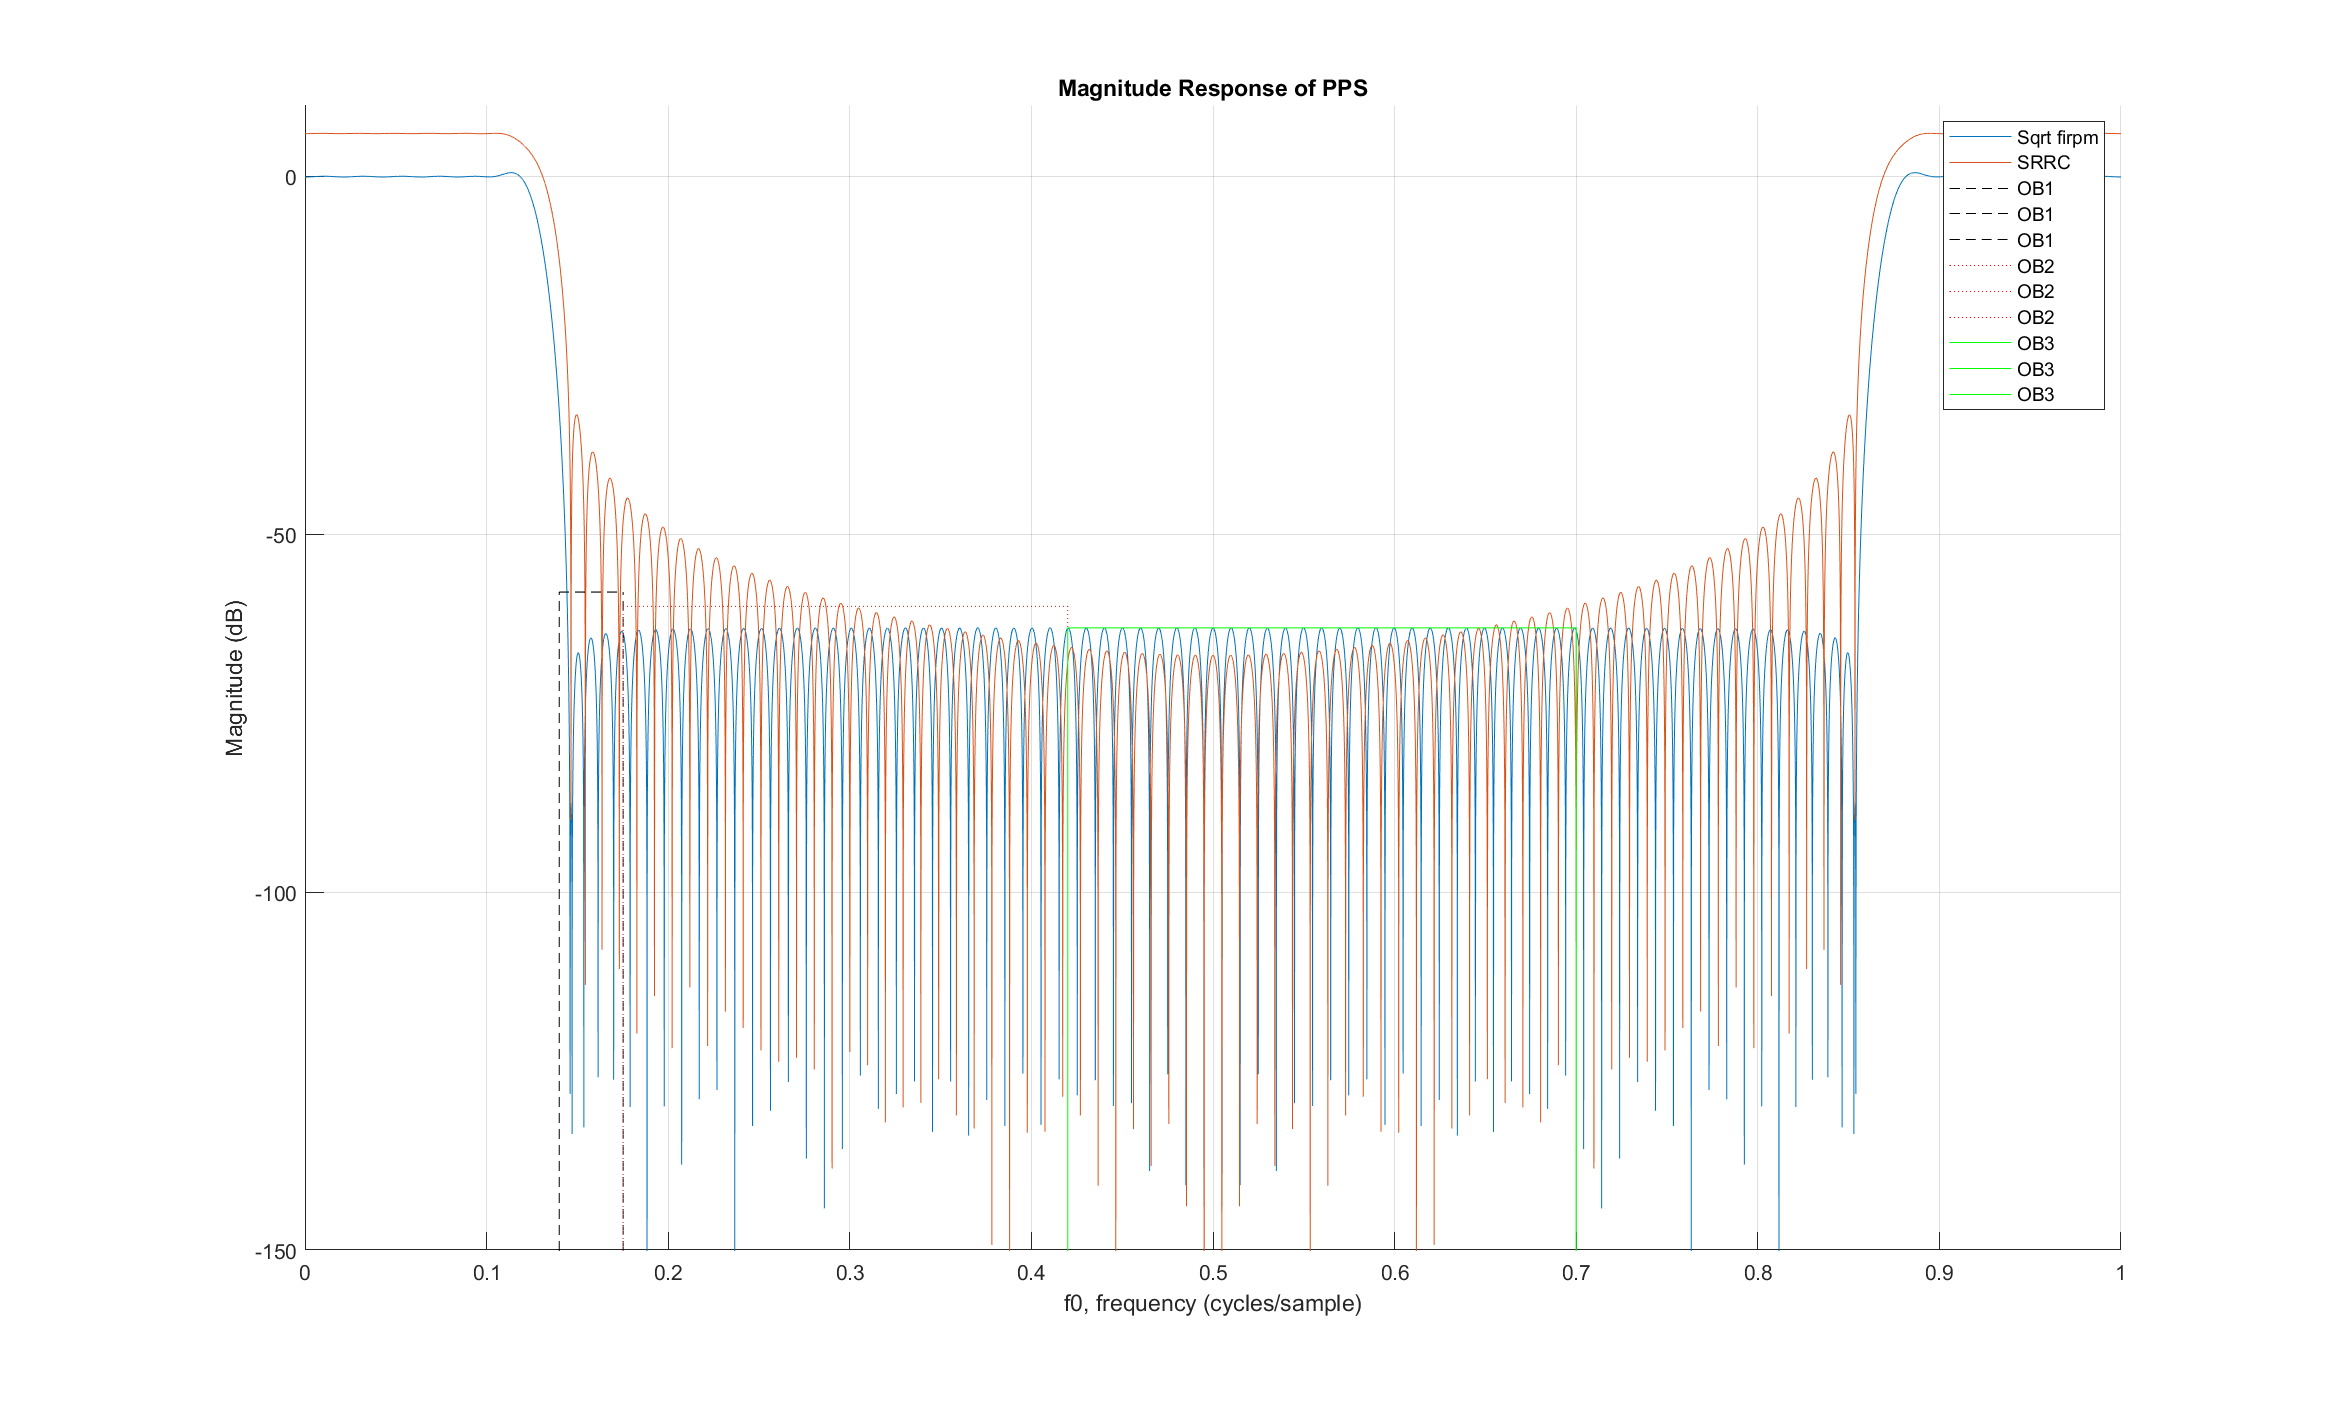 Magnitude Response of PPS
Sqrt firpm
SRRC
OB1
OB1
OB1
OB2
OB2
OB2
OB3
OB3
OB3
0
-50
-100
-150
Magnitude (dB)
0 0.1 0.2 0.3 0.4 0.5 0.6 0.7 0.8 0.9 1
f0, frequency (cycles/sample)